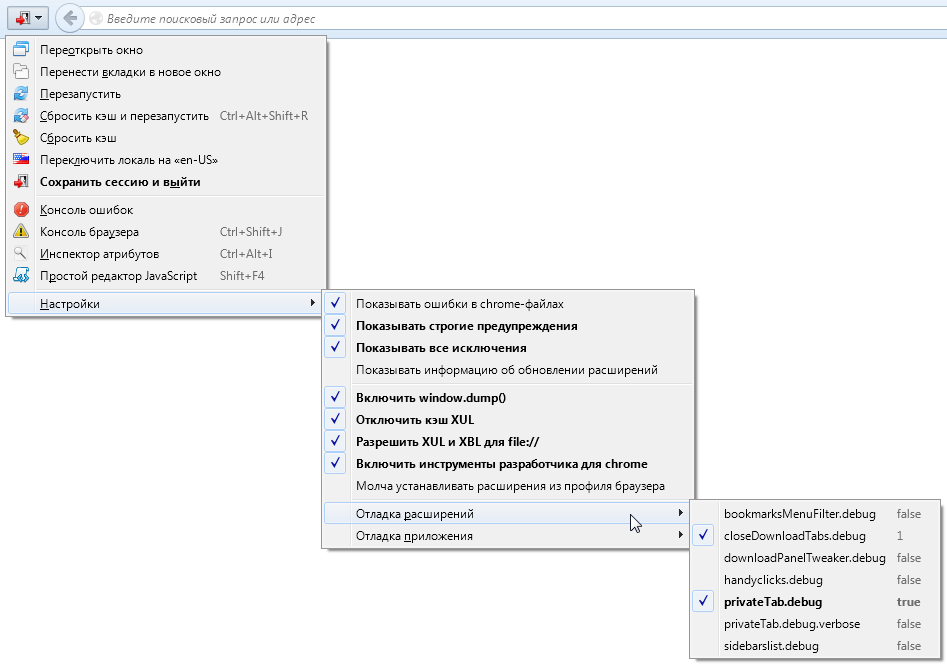 Введите поисковый запрос или адрес
Переоткрыть окно
Перенести вкладки в новое окно
Перезапустить
Сбросить кэш и перезапустить Ctrl+Alt+Shift+R
Сбросить кэш
Переключить локаль на «en-US»
Сохранить сессию и выйти
Консоль ошибок
Консоль браузера Ctrl+Shift+J
Инспектор атрибутов Ctrl+Alt+I
Простой редактор JavaScript Shift+F4
Настройки
Показывать ошибки в chrome-файлах
Показывать строгие предупреждения
Показывать все исключения
Показывать информацию об обновлении расширений
Включить window.dump()
Отключить кэш XUL
Разрешить XUL и XBL для file://
Включить инструменты разработчика для chrome
Молча устанавливать расширения из профиля браузера
Отладка расширений
Отладка приложения
bookmarksMenuFilter.debug false
closeDownloadTabs.debug 1
downloadPanelTweaker.debug false
handyclicks.debug false
privateTab.debug true
privateTab.debug.verbose false
sidebarslist.debug false